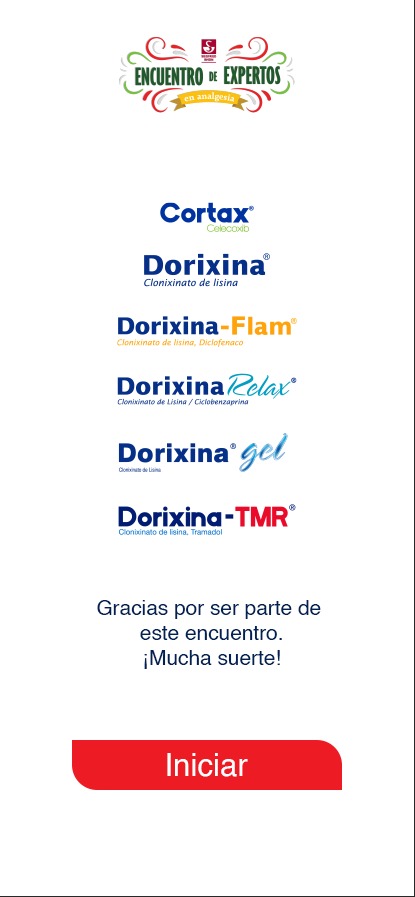 ENCUENTRO DE EXPERTOS
en analgesia
Cortax®
Celecoxib
Dorixina®
Clonixinato de lisina
Dorixina-Flam®
Clonixinato de lisina, Diclofenaco
Dorixina Relax®
Clonixinato de Lisina / Ciclobenzaprina
Dorixina® gel
Clonixinato de Lisina
Dorixina-TMR®
Clonixinato de lisina, Tramadol
Gracias por ser parte de
este encuentro.
¡Mucha suerte!
Iniciar